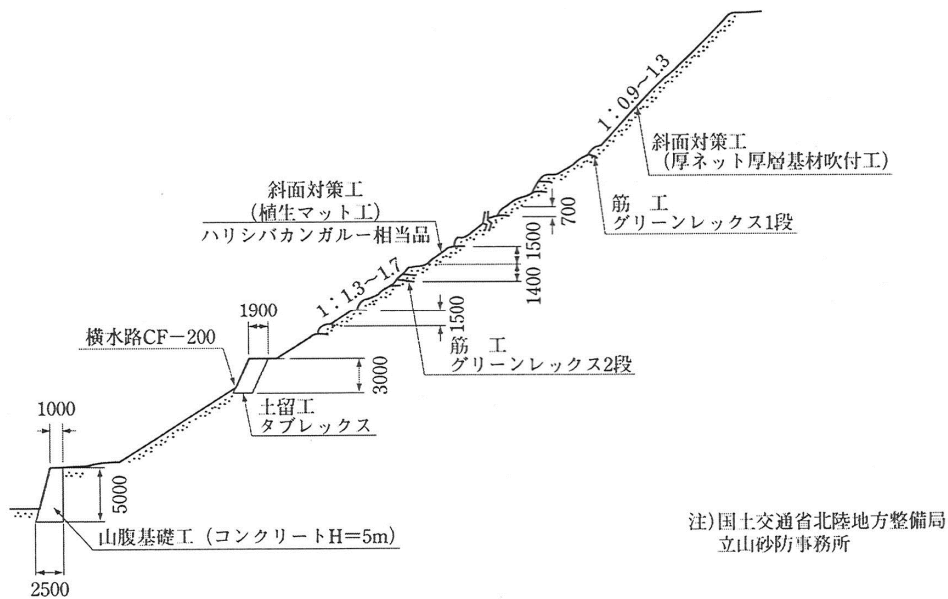 1：0.9〜1.3
斜面対策工
(厚ネット厚層基材吹付工)
斜面対策工
(植生マット工)
ハリシバカンガルー相当品
筋　工
グリーンレックス1段
700
1500
1400
1：1.3〜1.7
1500
1900
横水路CF－200
筋　工
グリーンレックス2段
3000
土留工
タブレックス
1000
5000
山腹基礎工（コンクリートH＝5m）
2500
注)国土交通省北陸地方整備局
立山砂防事務所